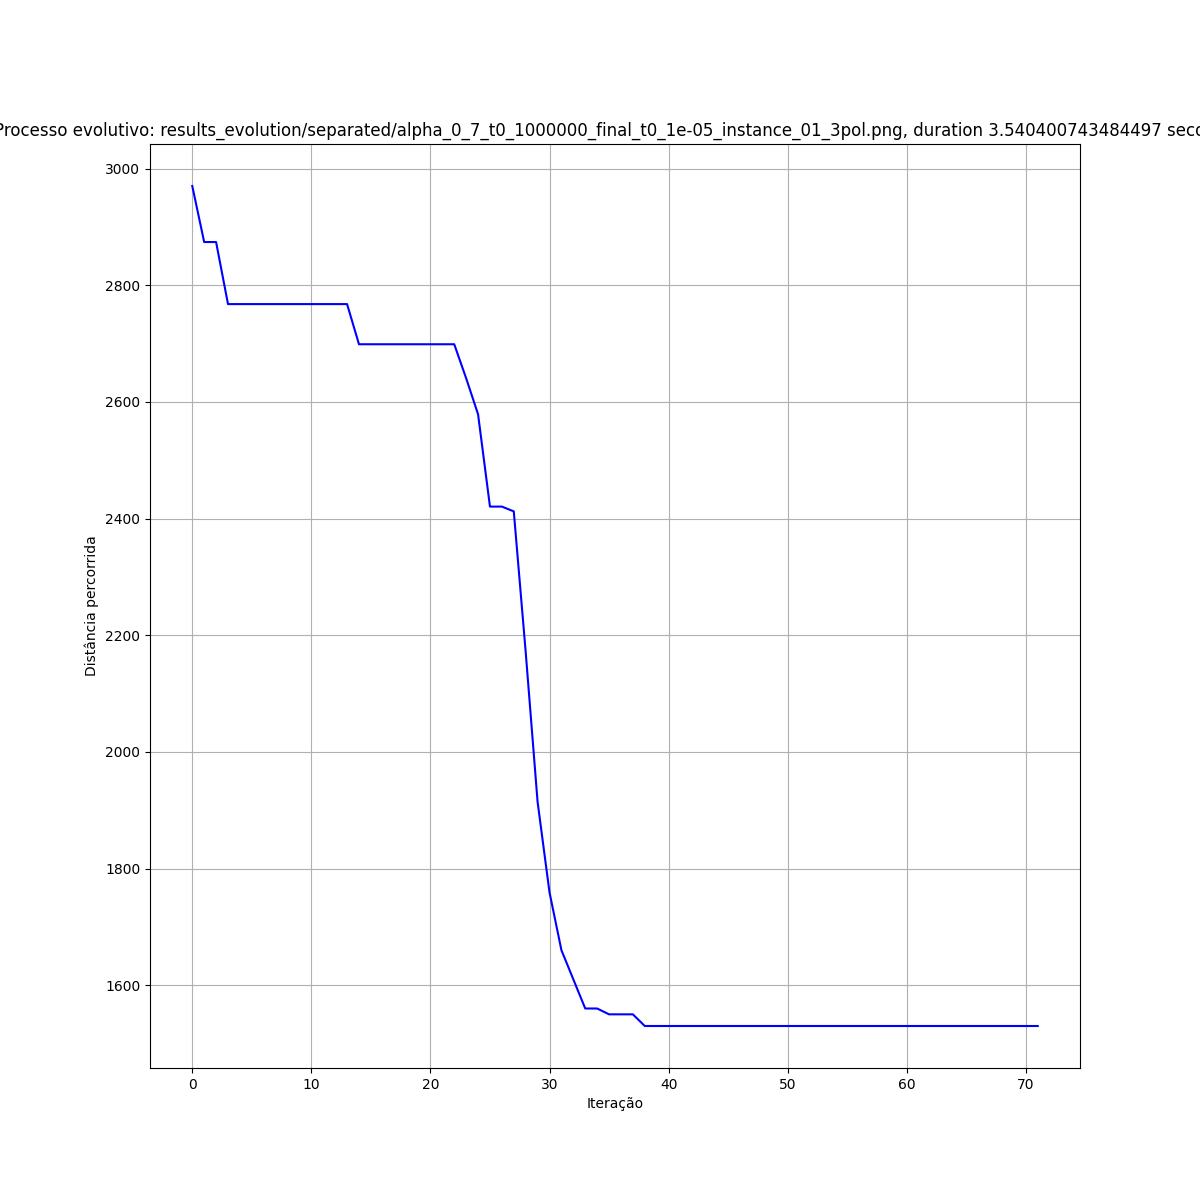 Processo evolutivo: results_evolution/separated/alpha_0_7_t0_1000000_final_t0_1e-05_instance_01_3pol.png, duration 3.540400743484497 seco
3000
2800
2600
2400
2200
2000
1800
1600
Distância percorrida
0 10 20 30 40 50 60 70
Iteração